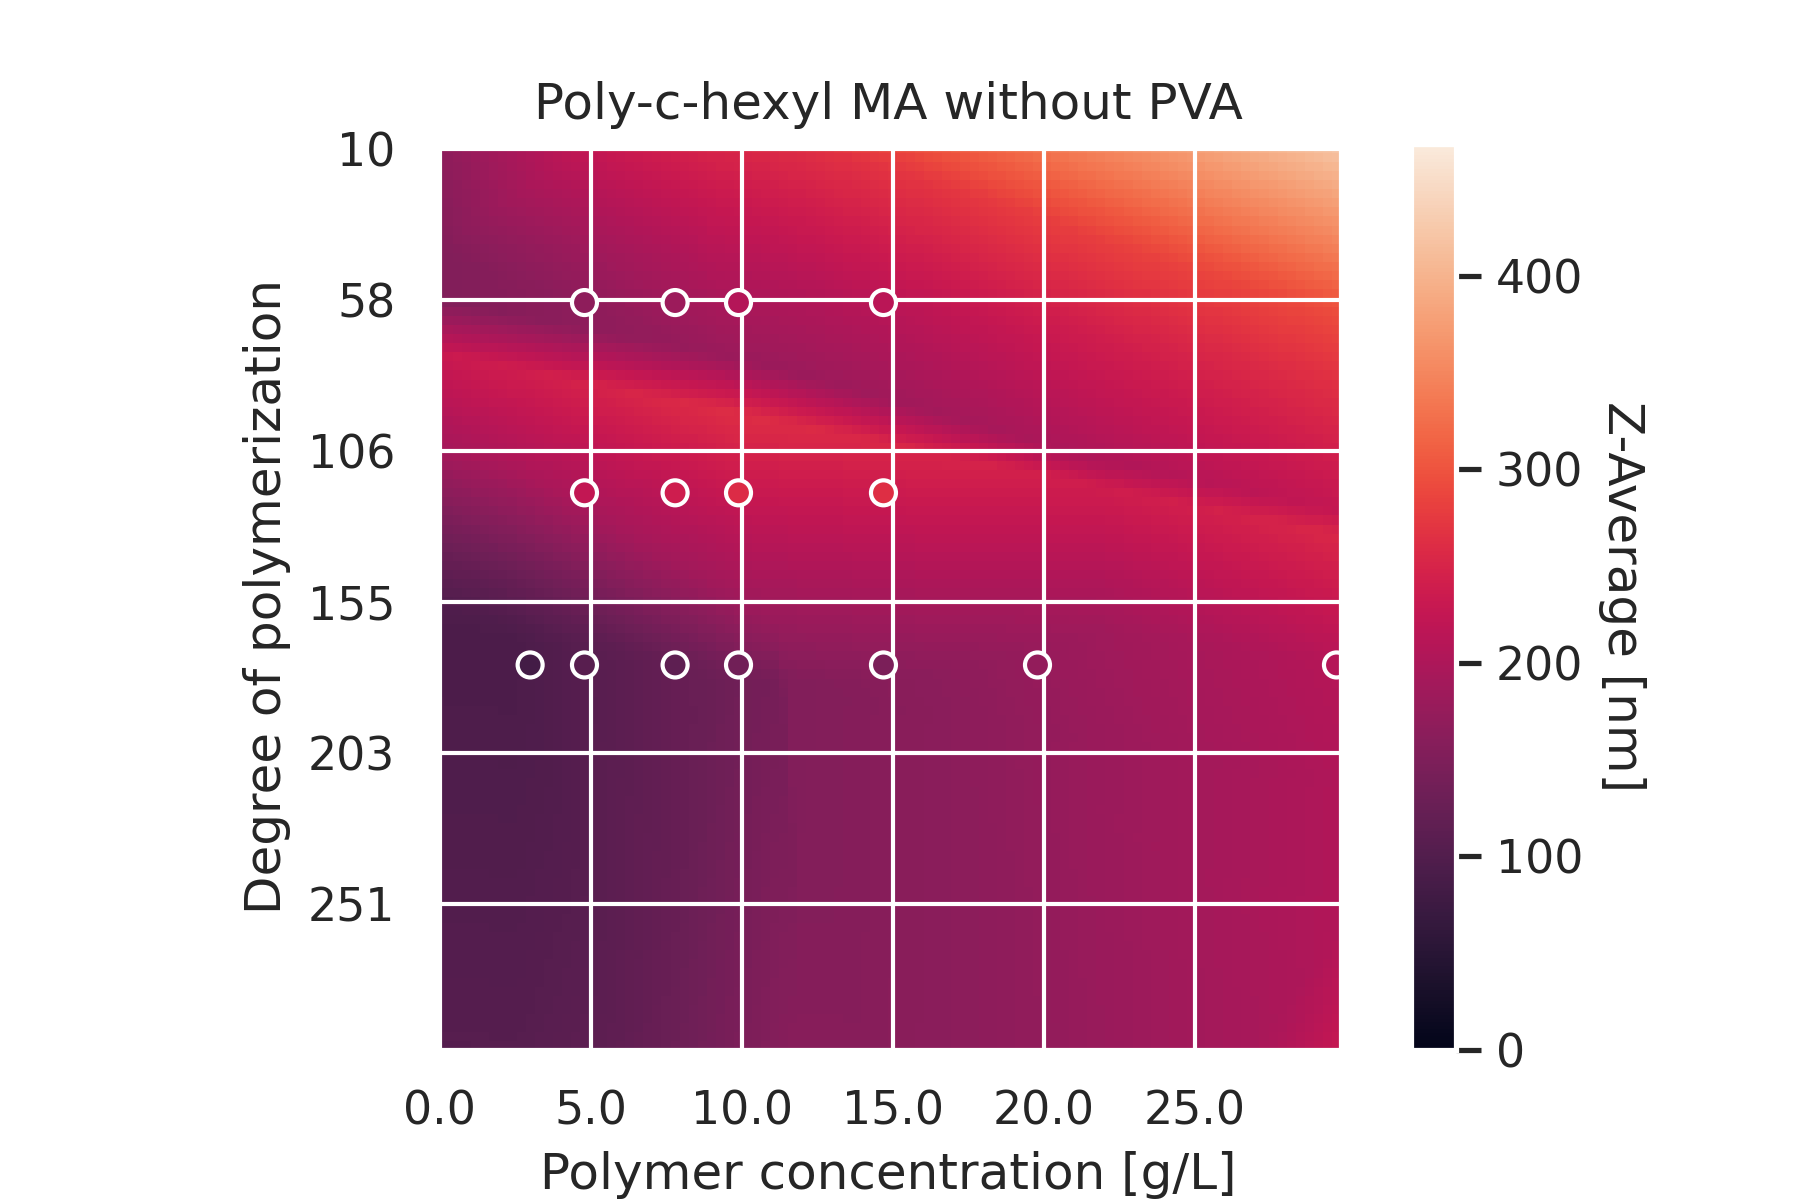 Poly-c-hexyl MA without PVA
10
58
106
155
203
251
Degree of polymerization
0.0 5.0 10.0 15.0 20.0 25.0
Polymer concentration [g/L]
400
300
200
100
0
Z-Average [nm]